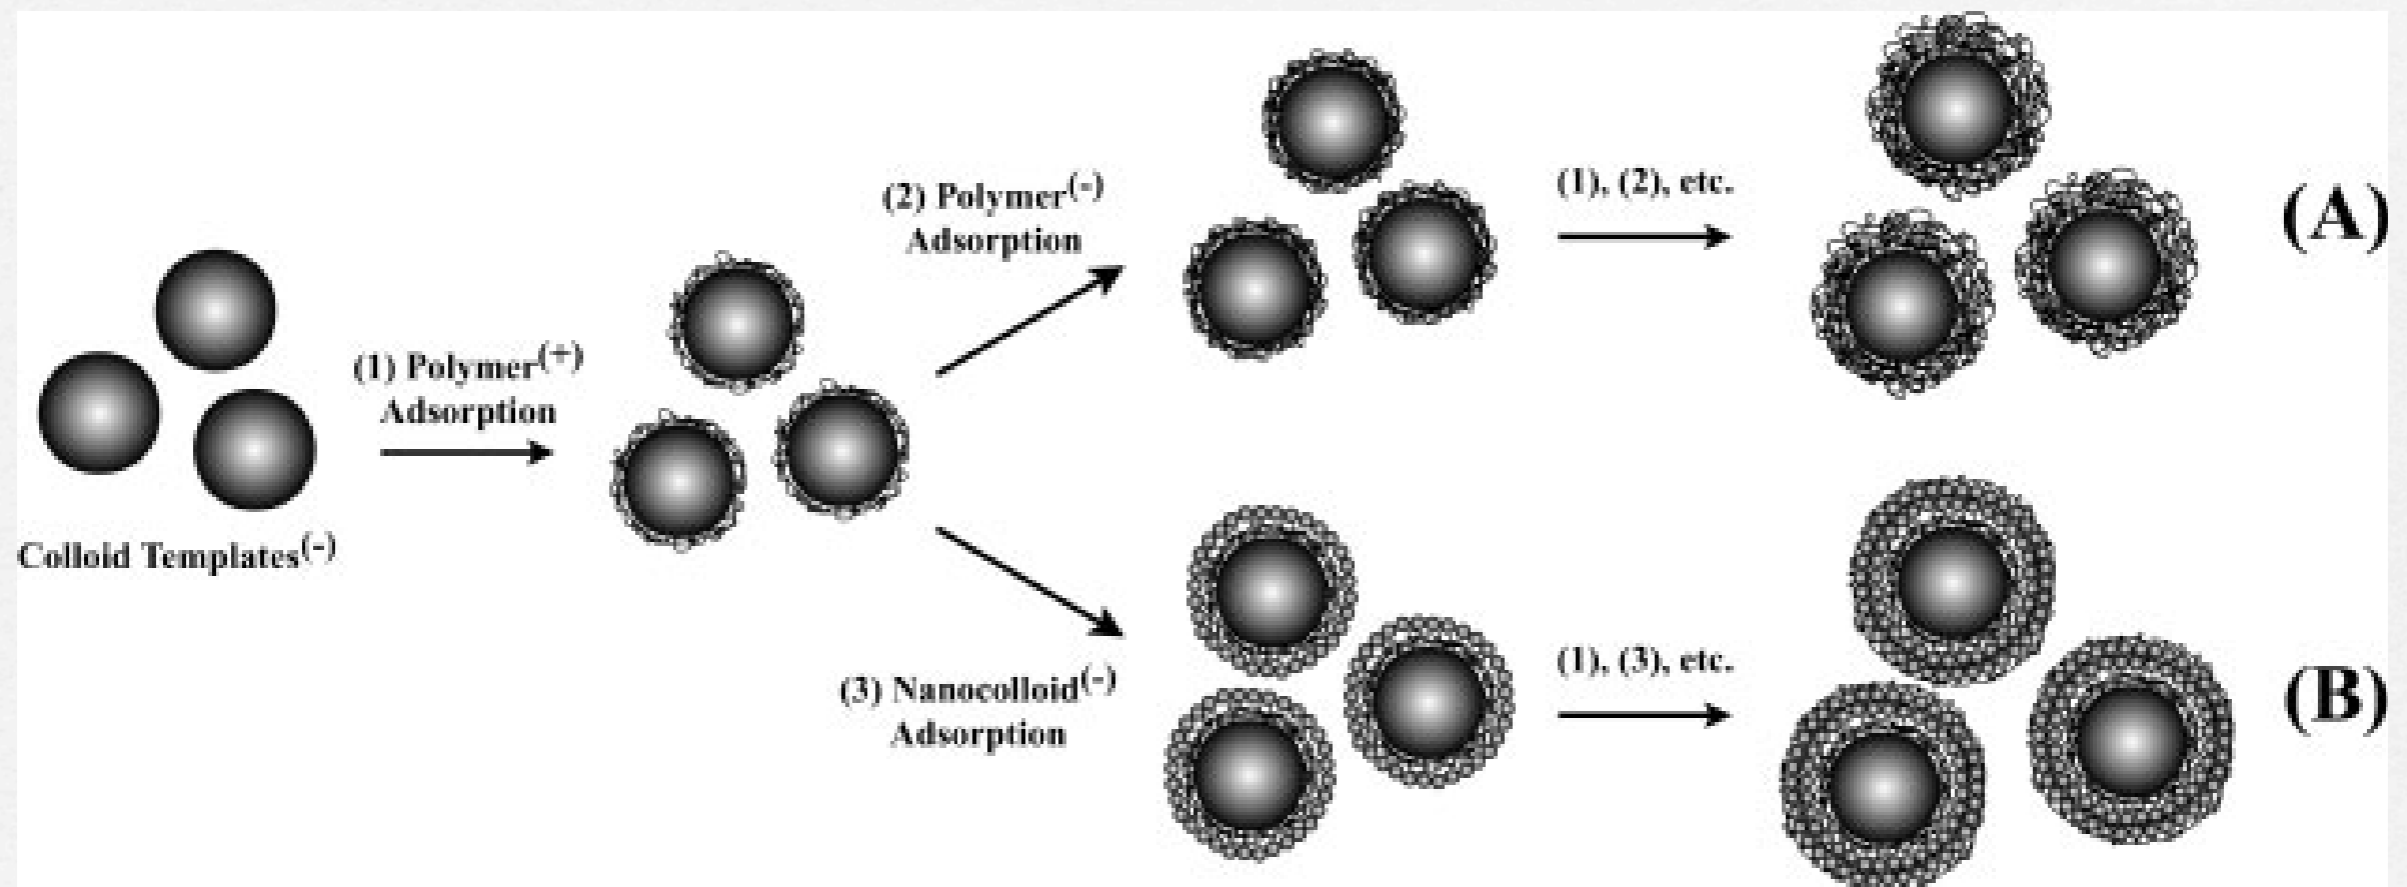 Colloid Templates(-)
(1) Polymer(+)
Adsorption
(2) Polymer(-)
Adsorption
(1), (2), etc.
(A)
(3) Nanocolloid(-)
Adsorption
(1), (3), etc.
(B)